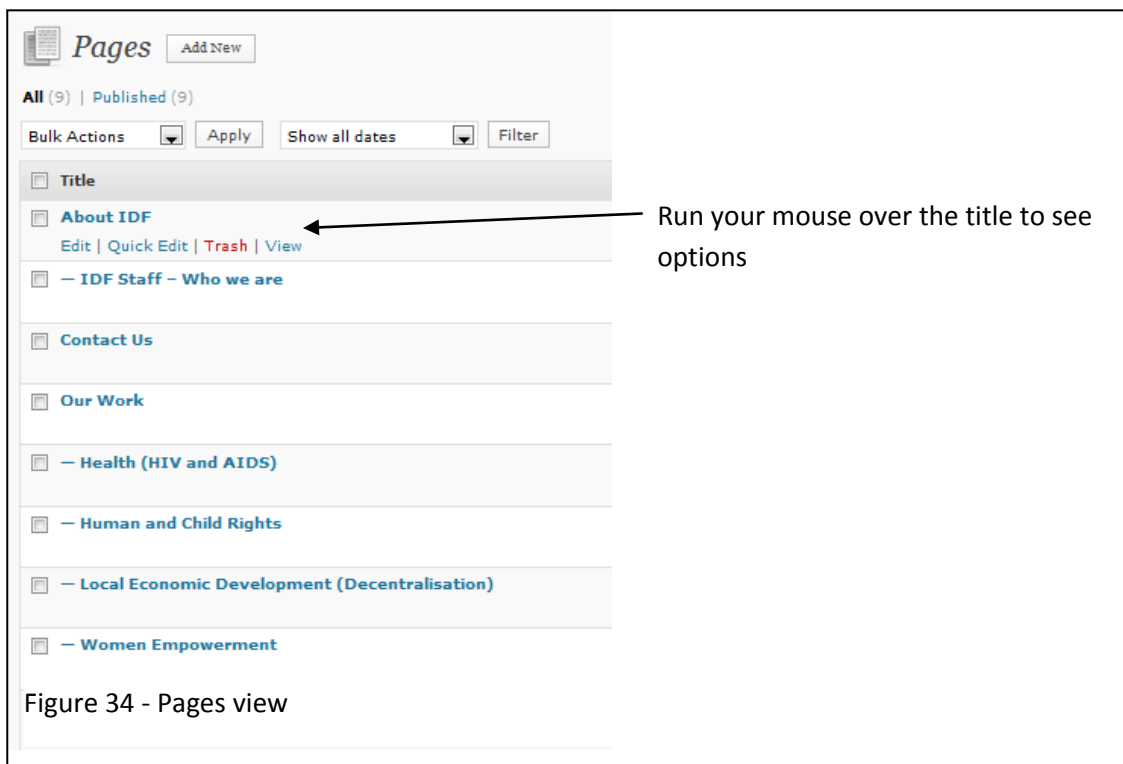 Pages Add New
All (9) | Published (9)
Bulk Actions Apply Show all dates Filter
Title
About IDF
Edit | Quick Edit | Trash | View
Run your mouse over the title to see
options
— IDF Staff – Who we are
Contact Us
Our Work
— Health (HIV and AIDS)
— Human and Child Rights
— Local Economic Development (Decentralisation)
— Women Empowerment
Figure 34 - Pages view